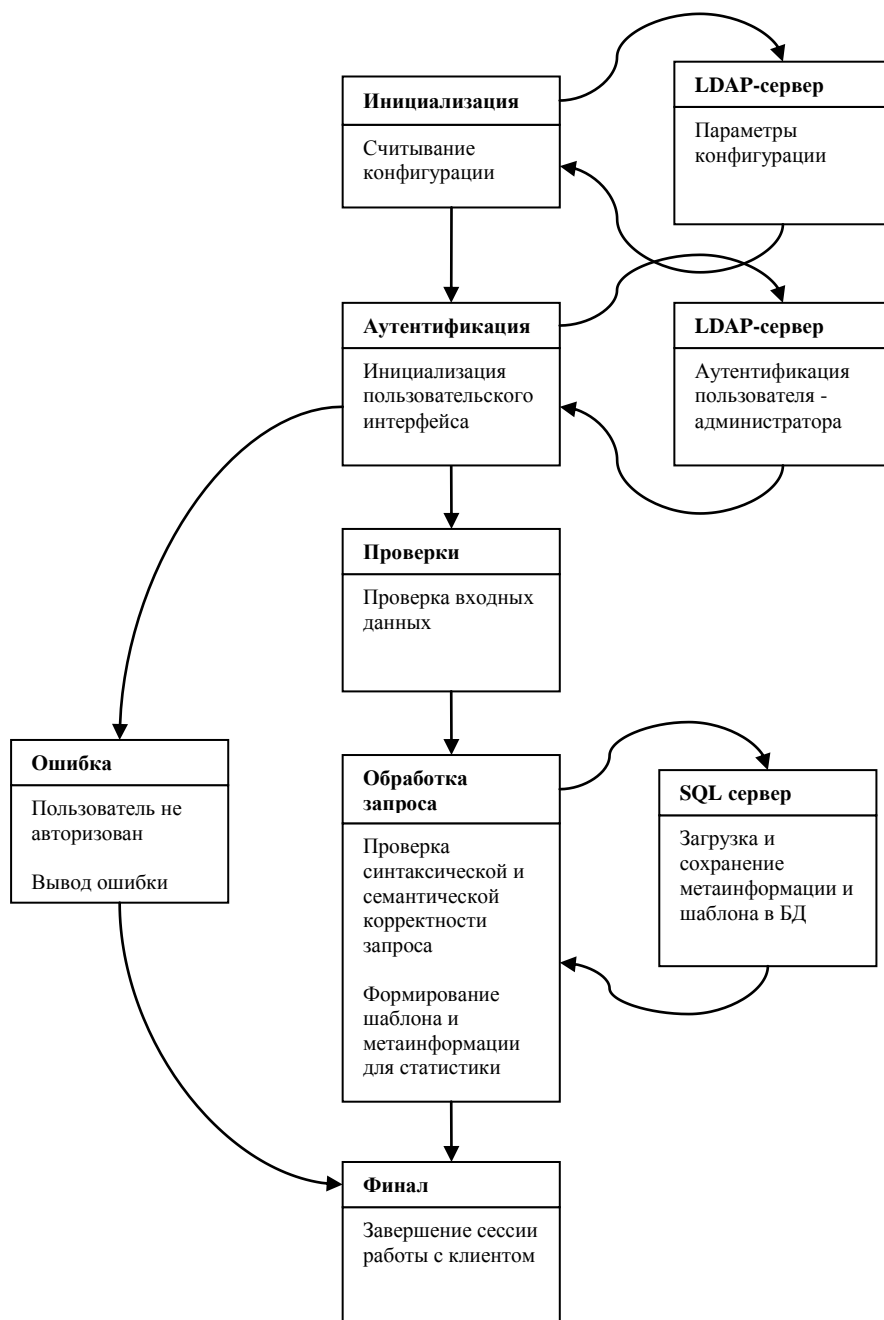 Инициализация
Считывание
конфигурации
LDAP-сервер
Параметры
конфигурации
Аутентификация
Инициализация
пользовательского
интерфейса
LDAP-сервер
Аутентификация
пользователя -
администратора
Проверки
Проверка входных
данных
Ошибка
Пользователь не
авторизован
Вывод ошибки
Обработка
запроса
Проверка
синтаксической и
семантической
корректности
запроса
Формирование
шаблона и
метаинформации
для статистики
SQL сервер
Загрузка и
сохранение
метаинформации и
шаблона в БД
Финал
Завершение сессии
работы с клиентом